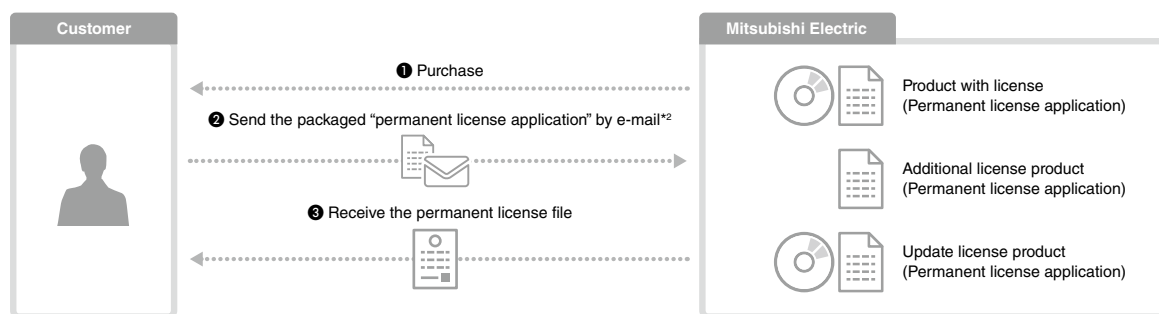 Customer
Mitsubishi Electric
❶ Purchase
❷ Send the packaged “permanent license application” by e-mail*2
❸ Receive the permanent license file
Product with license
(Permanent license application)
Additional license product
(Permanent license application)
Update license product
(Permanent license application)